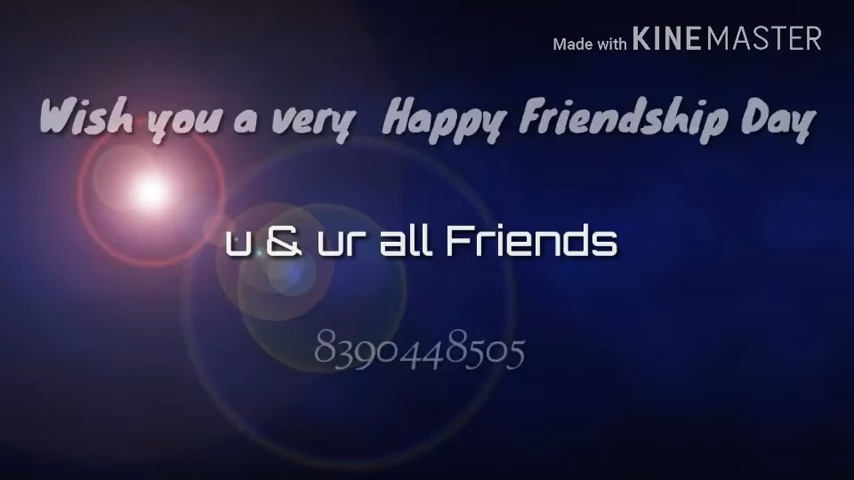 Made with KINEMASTER
Wish you a very Happy Friendship Day
u & ur all Friends
8390448505